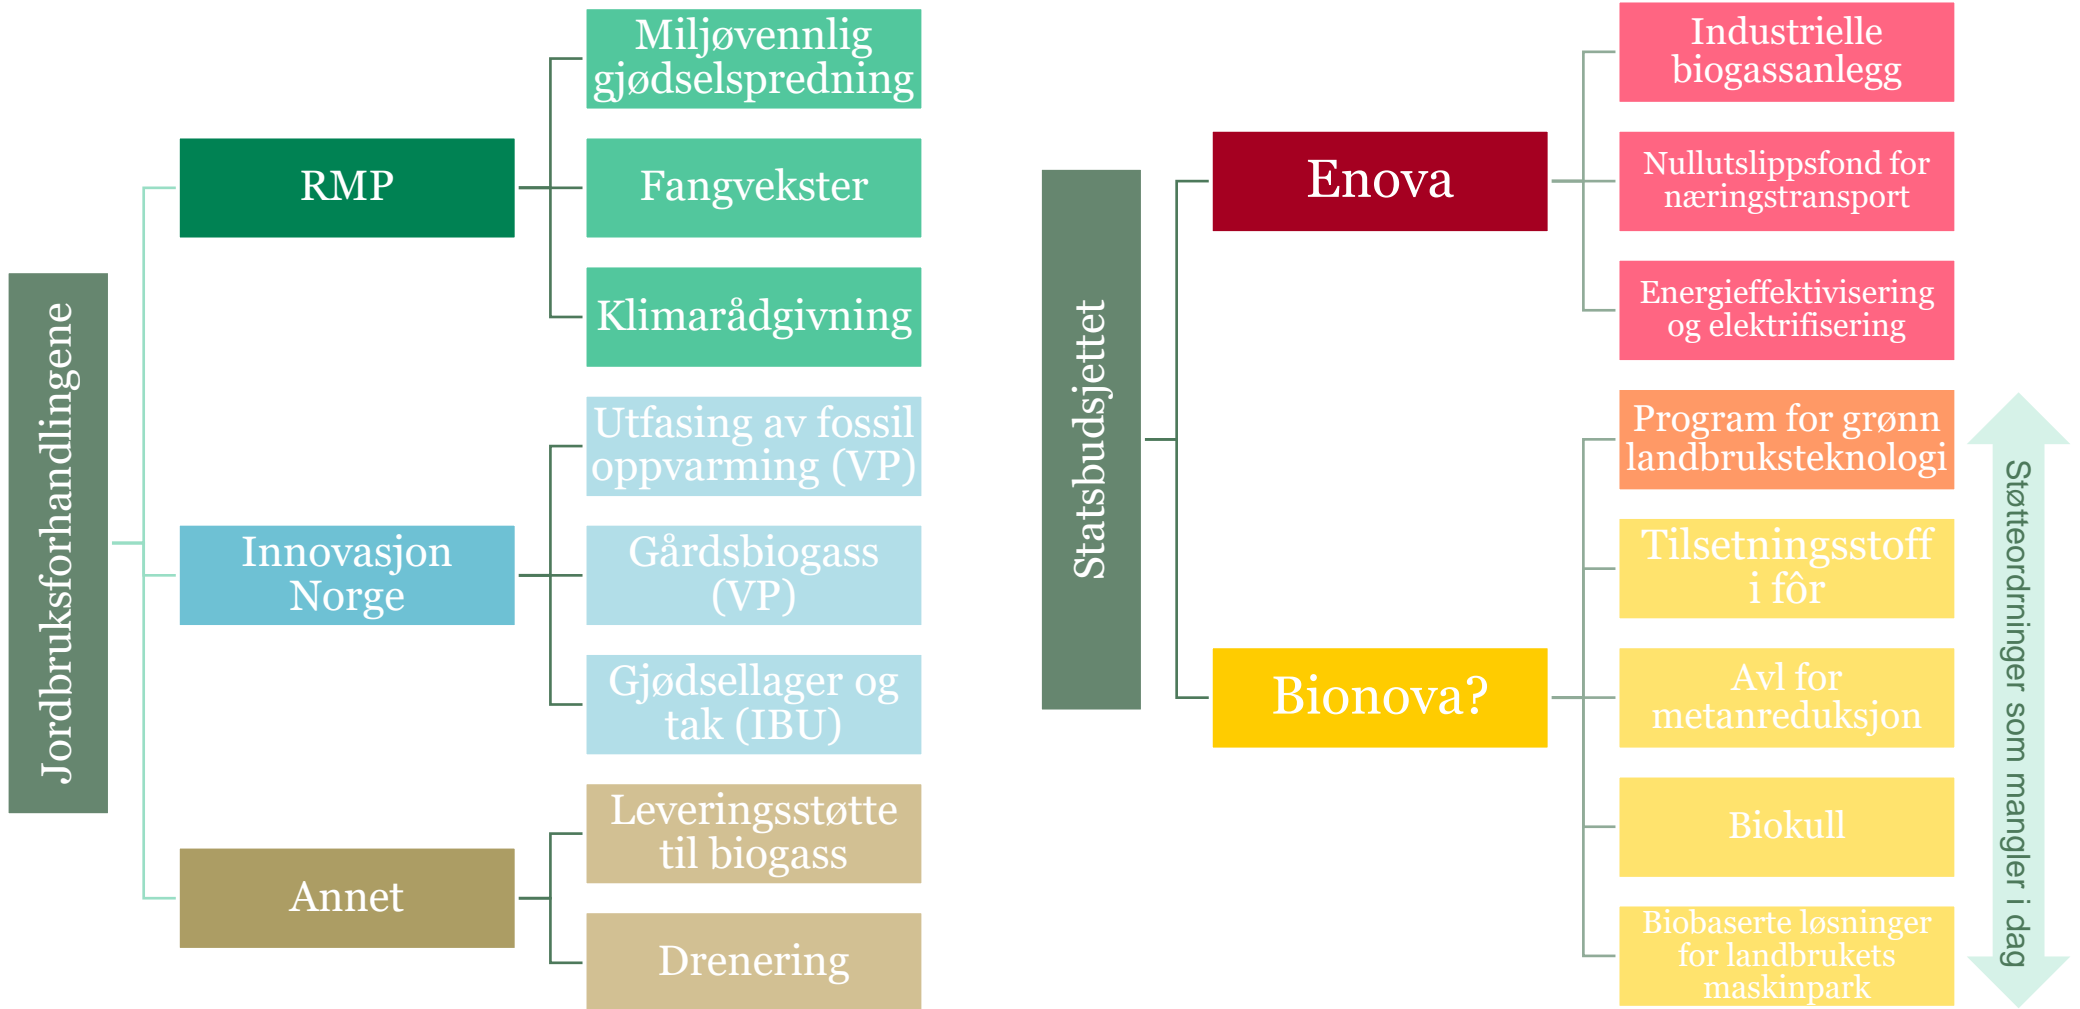 Jordbruksforhandlingene
RMP
Miljøvennlig
gjødselspredning
Fangvekster
Klimarådgivning
Innovasjon
Norge
Utfasing av fossil
oppvarming (VP)
Gårdsbiogass
(VP)
Gjødsellager og
tak (IBU)
Annet
Leveringsstøtte
til biogass
Drenering
Statsbudsjettet
Enova
Industrielle
biogassanlegg
Nullutslippsfond for
næringstransport
Energieffektivisering
og elektrifisering
Bionova?
Program for grønn
landbruksteknologi
Tilsetningsstoff
i fôr
Avl for
metanreduksjon
Biokull
Biobaserte løsninger
for landbrukets
maskinpark
Støtteordrninger som mangler i dag